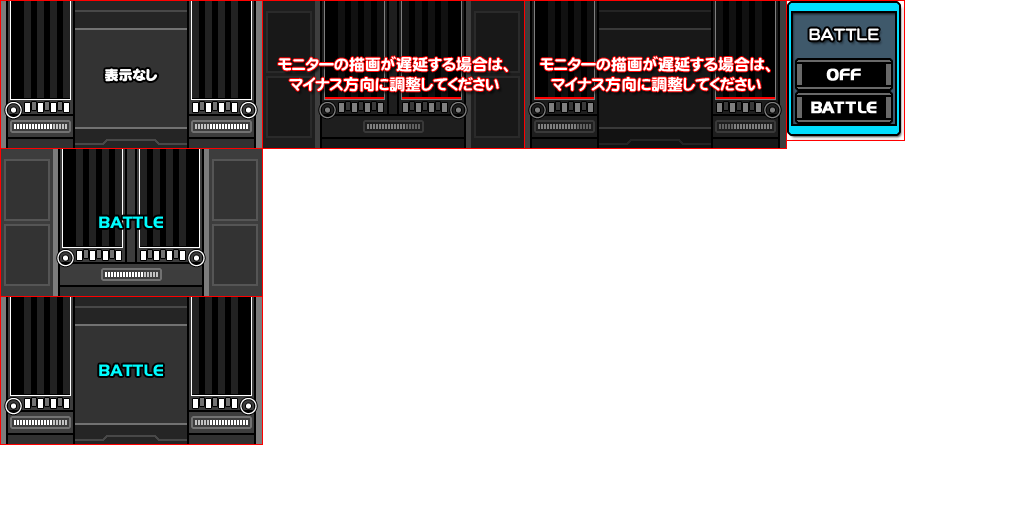 表示なし
モニターの描画が遅延する場合は、
マイナス方向に調整してください
モニターの描画が遅延する場合は、
マイナス方向に調整してください
BATTLE
OFF
BATTLE
BATTLE
BATTLE